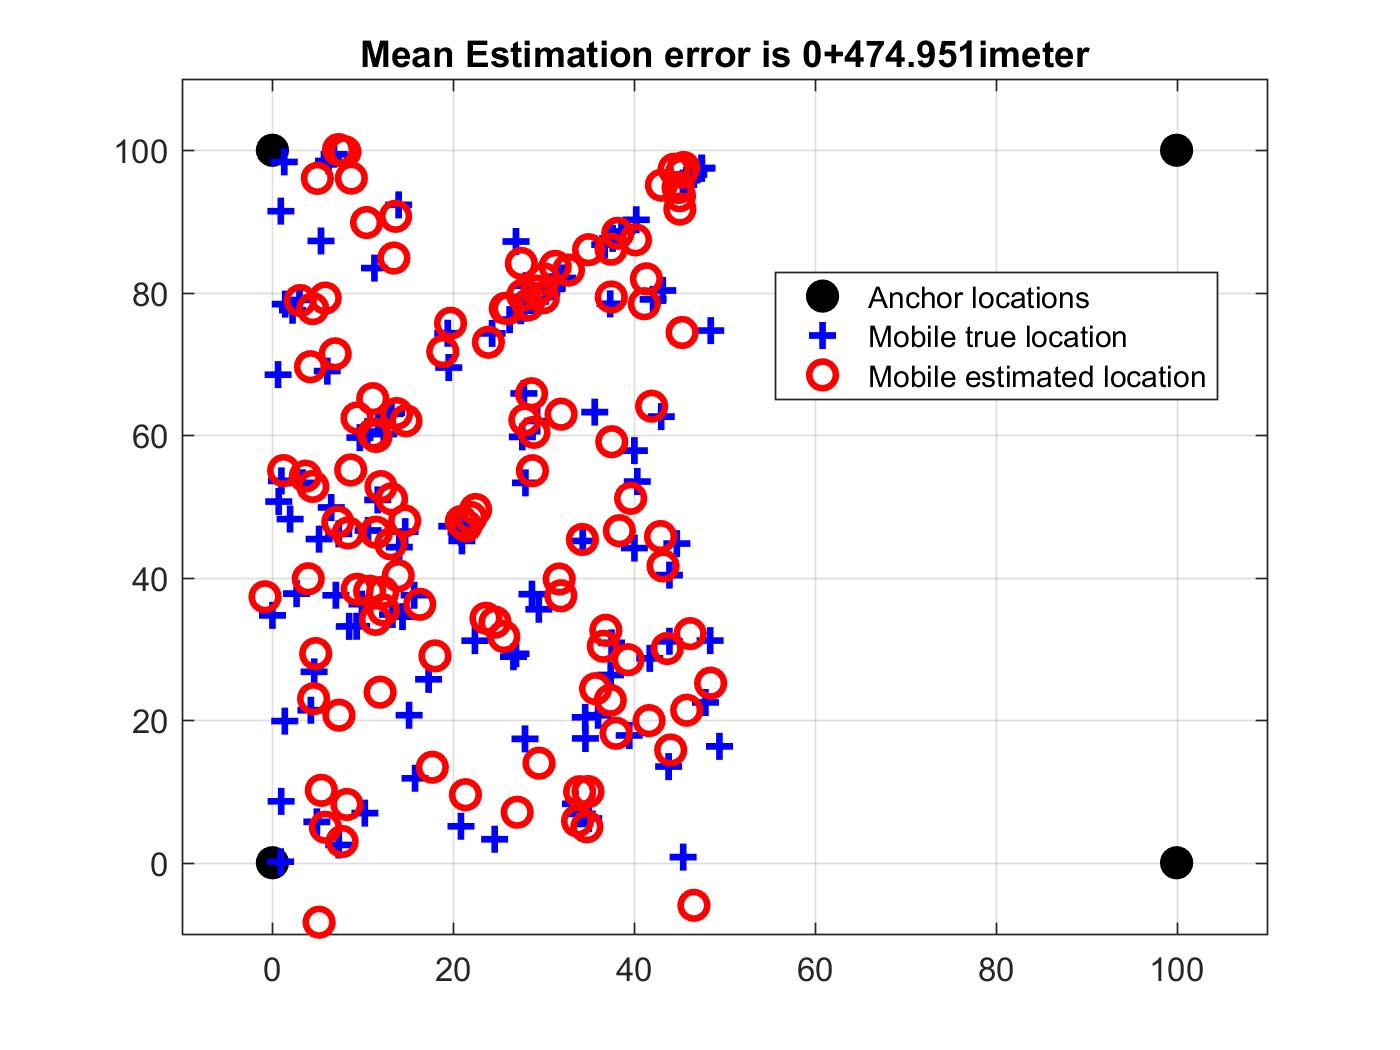 Mean Estimation error is 0+474.951imeter
100
80
60
40
20
0
Anchor locations
Mobile true location
Mobile estimated location
0 20 40 60 80 100